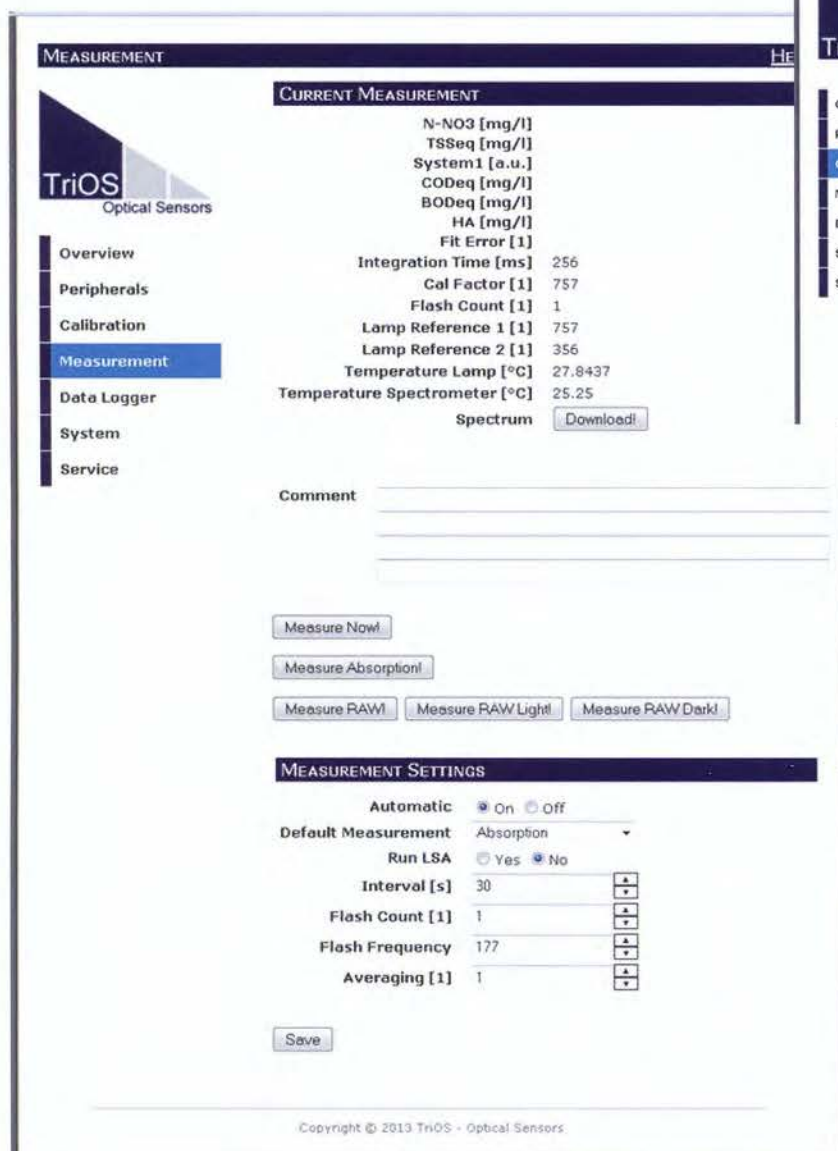 MEASUREMENT HE
TriOS
Optical Sensors
Overview
Peripherals
Calibration
Measurement
Data Logger
System
Service
CURRENT MEASUREMENT
N-NO3 [mg/l]
TSSeq [mg/l]
System1 [a.u.]
CODeq [mg/l]
BODeq [mg/l]
HA [mg/l]
Fit Error [1]
Integration Time [ms] 256
Cal Factor [1] 757
Flash Count [1] 1
Lamp Reference 1 [1] 757
Lamp Reference 2 [1] 356
Temperature Lamp [°C] 27.8437
Temperature Spectrometer [°C] 25.25
Spectrum Download!
Comment
Measure Now!
Measure Absorption!
Measure RAW! Measure RAW Light! Measure RAW Dark!
MEASUREMENT SETTINGS
Automatic On Off
Default Measurement Absorption
Run LSA Yes No
Interval [s] 30
Flash Count [1] 1
Flash Frequency 177
Averaging [1] 1
Save
Copyright © 2013 TriOS - Optical Sensors